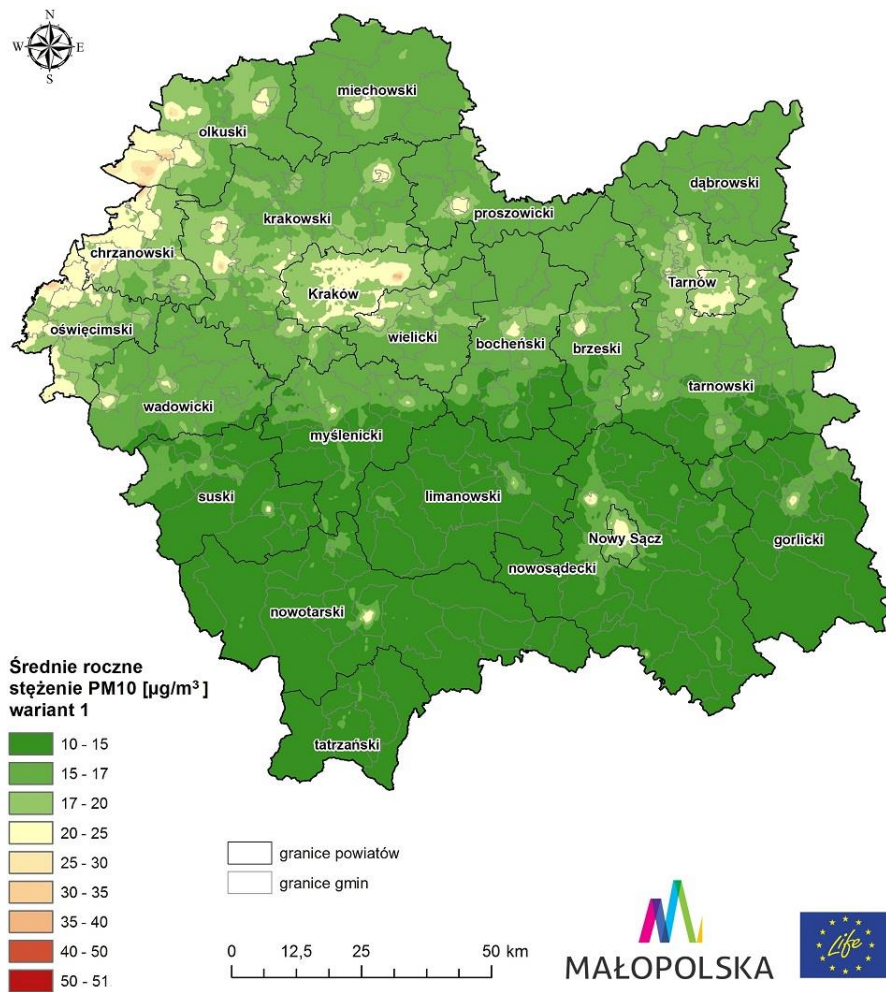 N
W E
S
miechowski
olkuski
dąbrowski
krakowski
proszowicki
chrzanowski
Tarnów
Kraków
oświęcimski
wielicki
bocheński
brzeski
tarnowski
wadowicki
myślenicki
suski
limanowski
Nowy Sącz
gorlicki
nowosądecki
nowotarski
tatrzański
Średnie roczne
stężenie PM10 [µg/m³]
wariant 1
10 - 15
15 - 17
17 - 20
20 - 25
25 - 30
30 - 35
35 - 40
40 - 50
50 - 51
granice powiatów
granice gmin
0 12,5 25 50 km
MAŁOPOLSKA
Life